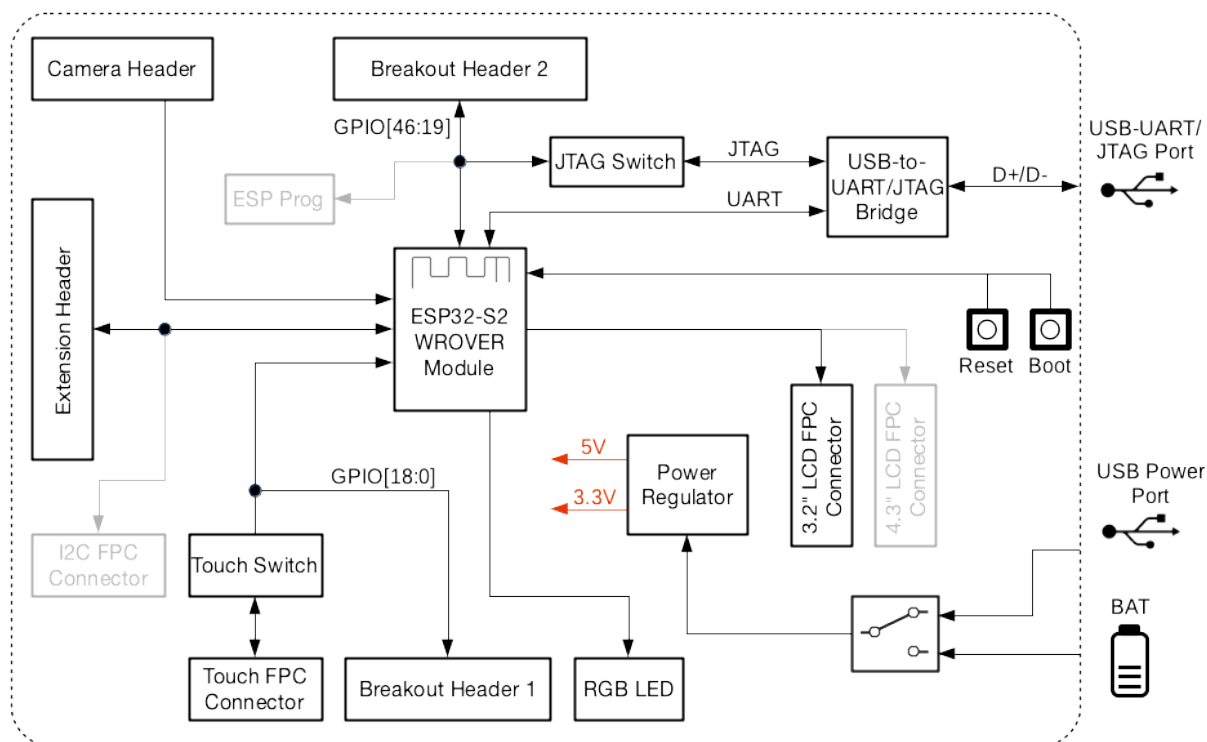 Camera Header
Breakout Header 2
GPIO[46:19]
USB-UART/
JTAG Port
JTAG Switch
JTAG
USB-to-
UART/JTAG
Bridge
D+/D-
ESP Prog
UART
Extension Header
ESP32-S2
WROVER
Module
Reset
Boot
3.2" LCD FPC
Connector
4.3" LCD FPC
Connector
5V
3.3V
Power
Regulator
USB Power
Port
GPIO[18:0]
I2C FPC
Connector
Touch Switch
BAT
Touch FPC
Connector
Breakout Header 1
RGB LED